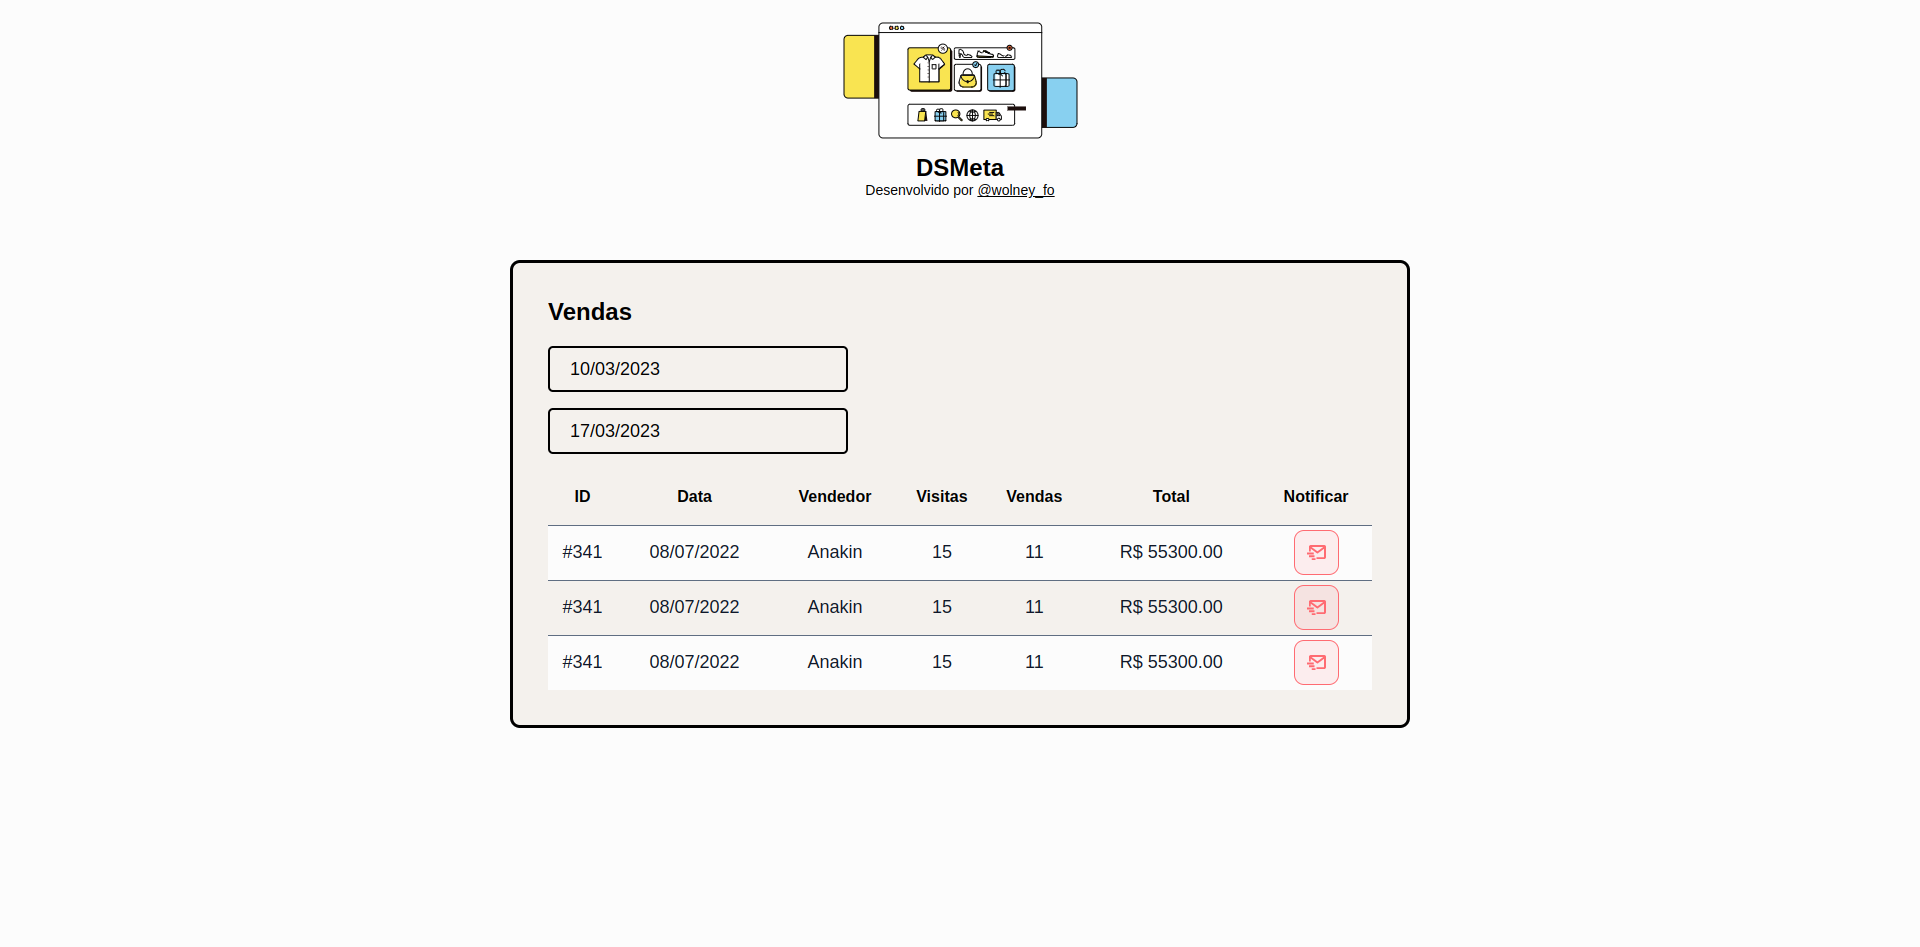 DSMeta
Desenvolvido por @wolney_fo
Vendas
10/03/2023
17/03/2023
ID Data Vendedor Visitas Vendas Total Notificar
#341 08/07/2022 Anakin 15 11 R$ 55300.00
#341 08/07/2022 Anakin 15 11 R$ 55300.00
#341 08/07/2022 Anakin 15 11 R$ 55300.00